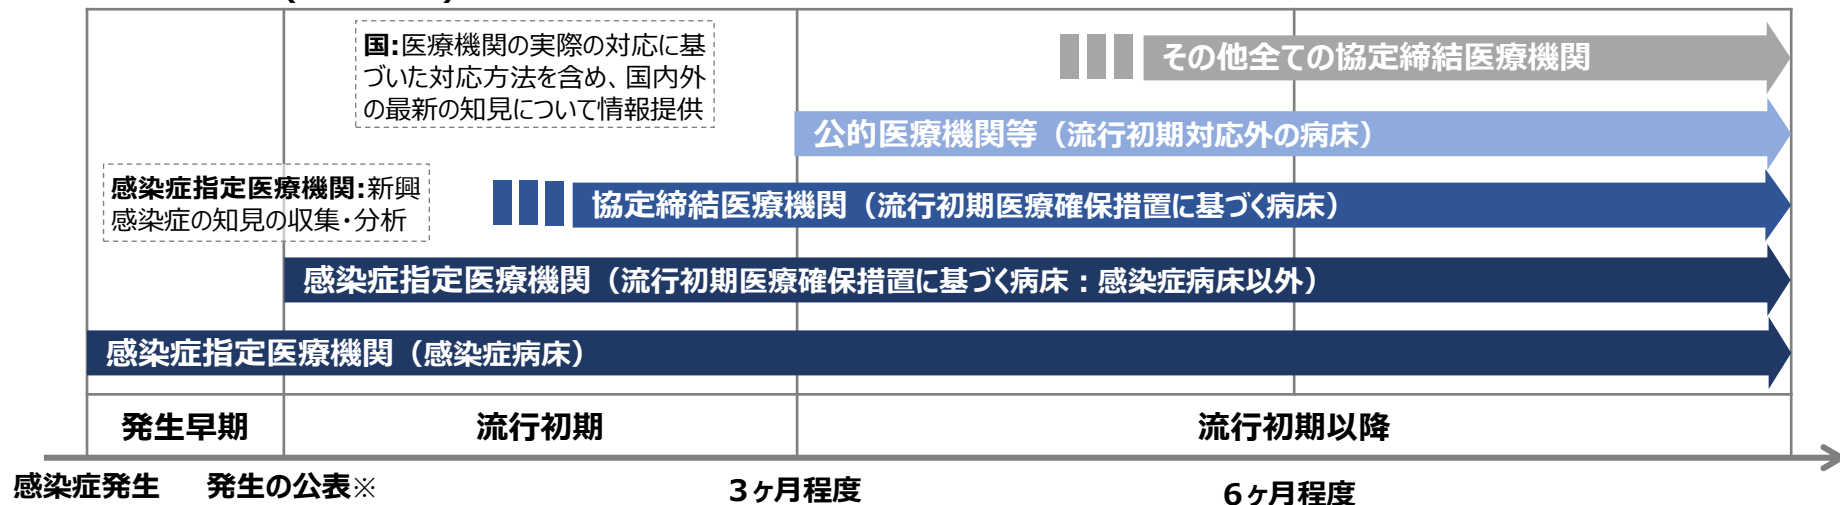 国:医療機関の実際の対応に基
づいた対応方法を含め、国内外
の最新の知見について情報提供
その他全ての協定締結医療機関
公的医療機関等（流行初期対応外の病床）
感染症指定医療機関:新興
感染症の知見の収集・分析
協定締結医療機関（流行初期医療確保措置に基づく病床）
感染症指定医療機関（流行初期医療確保措置に基づく病床：感染症病床以外）
感染症指定医療機関（感染症病床）
発生早期
流行初期
流行初期以降
感染症発生
発生の公表※
3ヶ月程度
6ヶ月程度